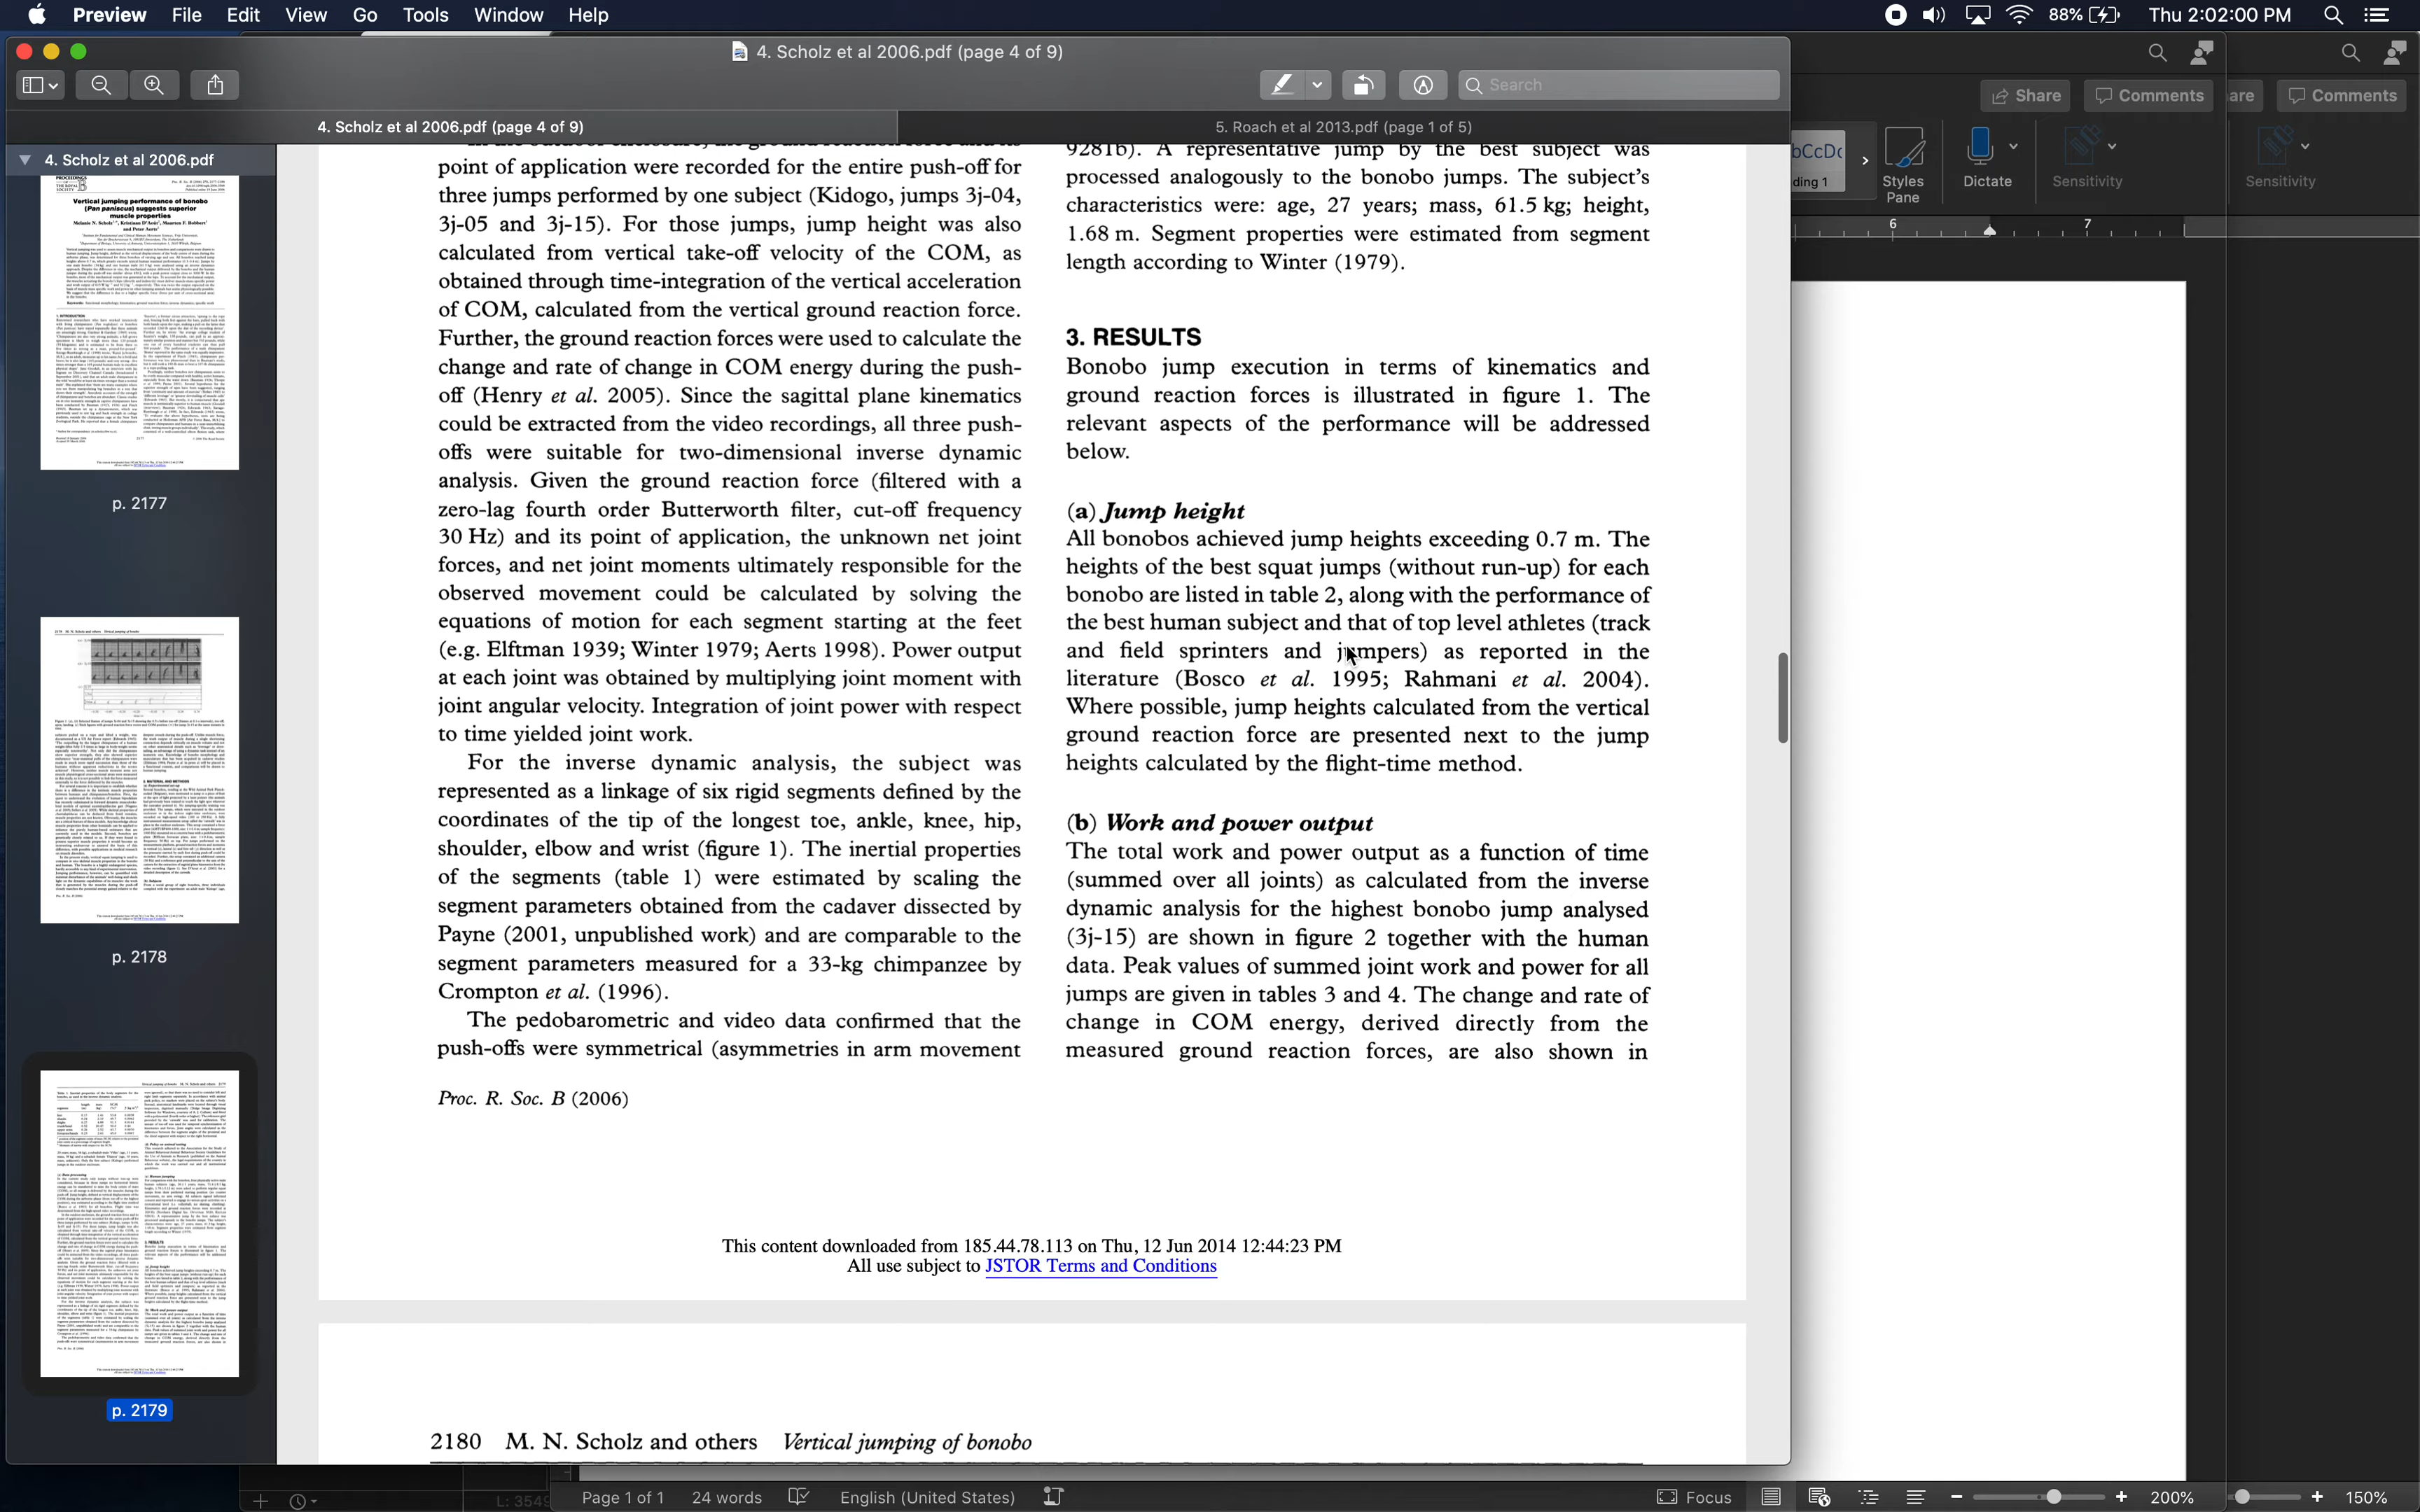 Preview File Edit View Go Tools Window Help
88% Thu 2:02:00 PM
4. Scholz et al 2006.pdf (page 4 of 9)
Search
4. Scholz et al 2006.pdf (page 4 of 9)
5. Roach et al 2013.pdf (page 1 of 5)
4. Scholz et al 2006.pdf
Vertical jumping performance of bonobo
(Pan paniscus) suggests superior
muscle properties
p. 2177
p. 2178
p. 2179
point of application were recorded for the entire push-off for
three jumps performed by one subject (Kidogo, jumps 3j-04,
3j-05 and 3j-15). For those jumps, jump height was also
calculated from vertical take-off velocity of the COM, as
obtained through time-integration of the vertical acceleration
of COM, calculated from the vertical ground reaction force.
Further, the ground reaction forces were used to calculate the
change and rate of change in COM energy during the push-
off (Henry et al. 2005). Since the sagittal plane kinematics
could be extracted from the video recordings, all three push-
offs were suitable for two-dimensional inverse dynamic
analysis. Given the ground reaction force (filtered with a
zero-lag fourth order Butterworth filter, cut-off frequency
30 Hz) and its point of application, the unknown net joint
forces, and net joint moments ultimately responsible for the
observed movement could be calculated by solving the
equations of motion for each segment starting at the feet
(e.g. Elftman 1939; Winter 1979; Aerts 1998). Power output
at each joint was obtained by multiplying joint moment with
joint angular velocity. Integration of joint power with respect
to time yielded joint work.
For the inverse dynamic analysis, the subject was
represented as a linkage of six rigid segments defined by the
coordinates of the tip of the longest toe, ankle, knee, hip,
shoulder, elbow and wrist (figure 1). The inertial properties
of the segments (table 1) were estimated by scaling the
segment parameters obtained from the cadaver dissected by
Payne (2001, unpublished work) and are comparable to the
segment parameters measured for a 33-kg chimpanzee by
Crompton et al. (1996).
The pedobarometric and video data confirmed that the
push-offs were symmetrical (asymmetries in arm movement
Proc. R. Soc. B (2006)
9281b). A representative jump by the best subject was
processed analogously to the bonobo jumps. The subject's
characteristics were: age, 27 years; mass, 61.5 kg; height,
1.68 m. Segment properties were estimated from segment
length according to Winter (1979).
3. RESULTS
Bonobo jump execution in terms of kinematics and
ground reaction forces is illustrated in figure 1. The
relevant aspects of the performance will be addressed
below.
(a) Jump height
All bonobos achieved jump heights exceeding 0.7 m. The
heights of the best squat jumps (without run-up) for each
bonobo are listed in table 2, along with the performance of
the best human subject and that of top level athletes (track
and field sprinters and jumpers) as reported in the
literature (Bosco et al. 1995; Rahmani et al. 2004).
Where possible, jump heights calculated from the vertical
ground reaction force are presented next to the jump
heights calculated by the flight-time method.
(b) Work and power output
The total work and power output as a function of time
(summed over all joints) as calculated from the inverse
dynamic analysis for the highest bonobo jump analysed
(3j-15) are shown in figure 2 together with the human
data. Peak values of summed joint work and power for all
jumps are given in tables 3 and 4. The change and rate of
change in COM energy, derived directly from the
measured ground reaction forces, are also shown in
This content downloaded from 185.44.78.113 on Thu, 12 Jun 2014 12:44:23 PM
All use subject to JSTOR Terms and Conditions
2180 M. N. Scholz and others Vertical jumping of bonobo
Share Comments are Comments
bCcDc
ding 1
Styles
Pane
Dictate
Sensitivity
Sensitivity
6 7
L: 3549
Page 1 of 1 24 words English (United States) Focus 200% 150%